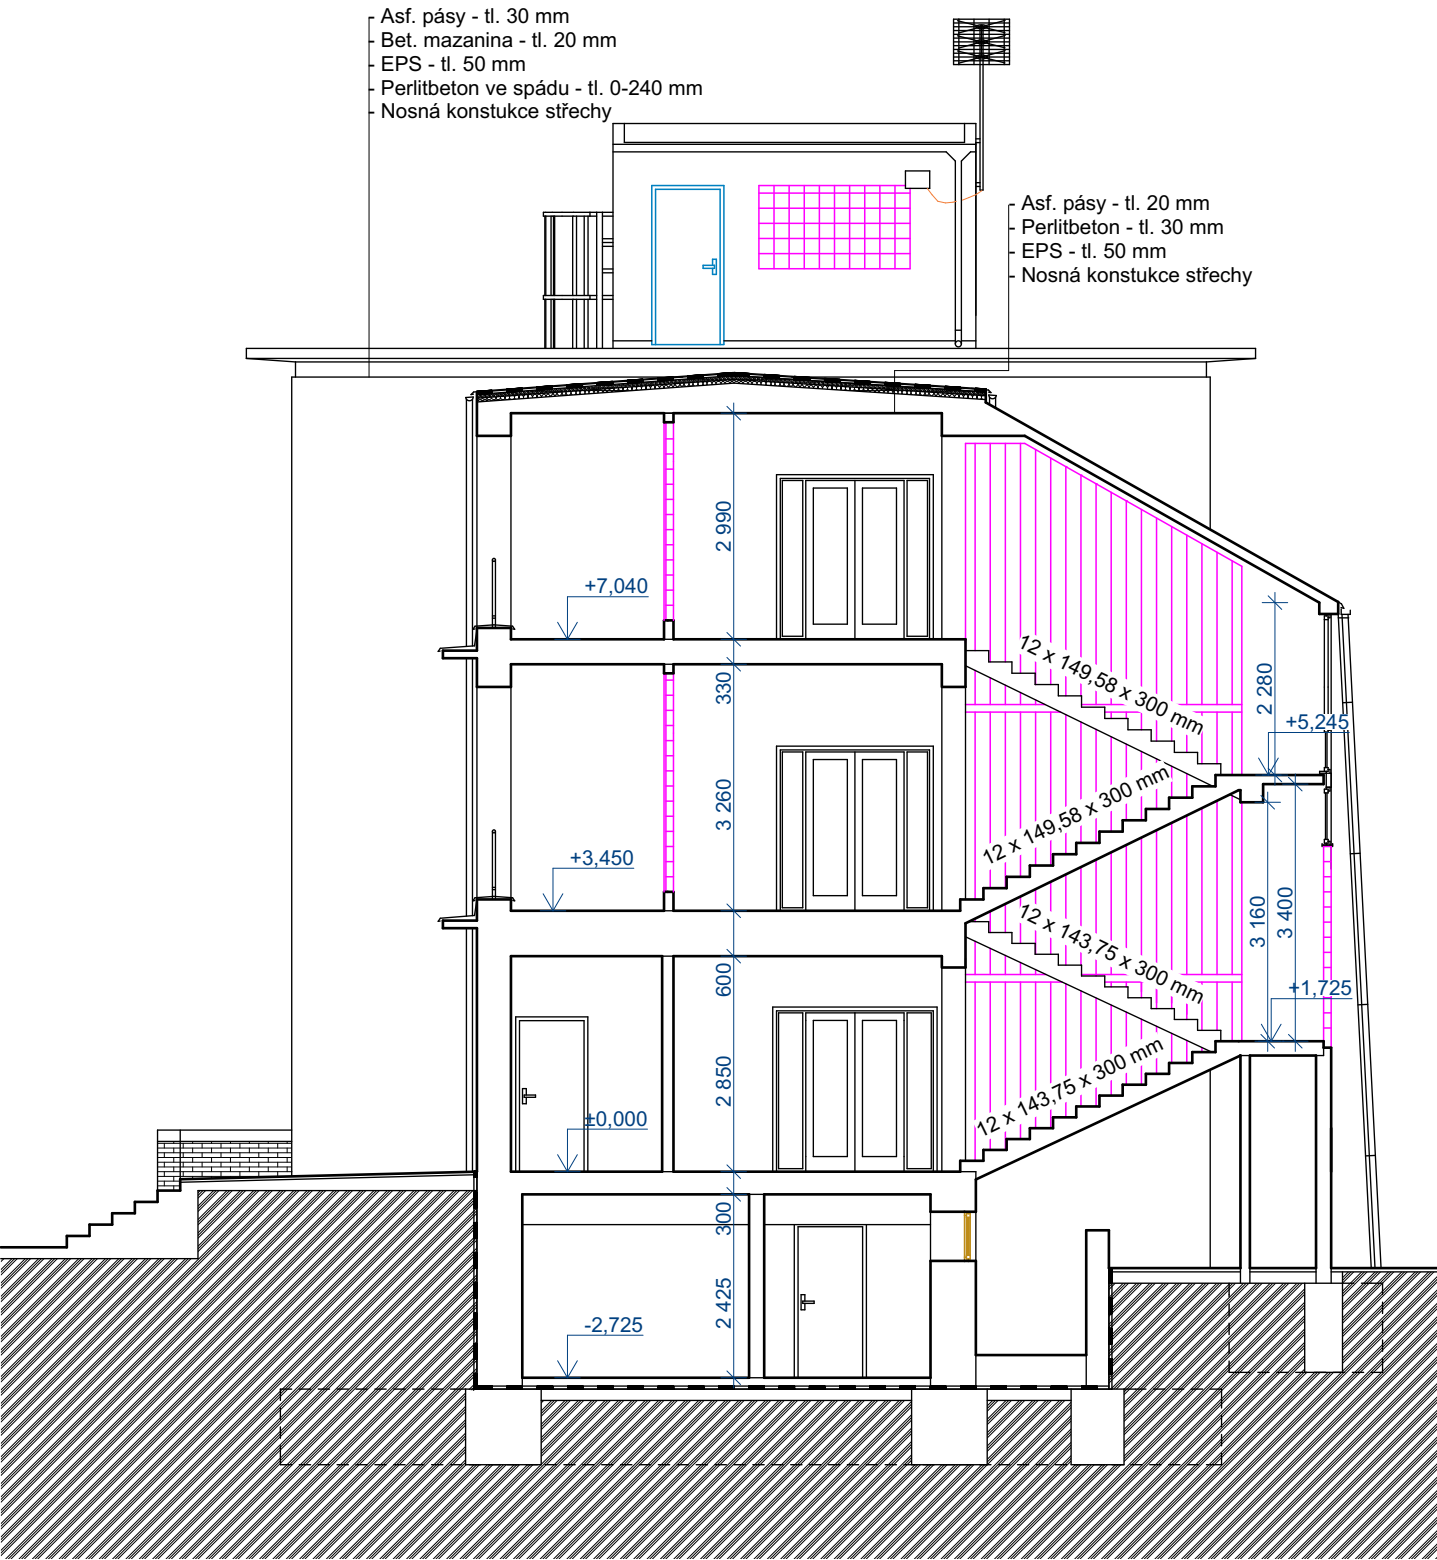 Asf. pásy - tl. 30 mm
Bet. mazanina - tl. 20 mm
EPS - tl. 50 mm
Perlitbeton ve spádu - tl. 0-240 mm
Nosná konstukce střechy
Asf. pásy - tl. 20 mm
Perlitbeton - tl. 30 mm
EPS - tl. 50 mm
Nosná konstukce střechy
2 990
+7,040
12 x 149,58 x 300 mm
330
2 280
+5,245
3 260
12 x 149,58 x 300 mm
+3,450
3 160
3 400
12 x 143,75 x 300 mm
600
+1,725
2 850
12 x 143,75 x 300 mm
±0,000
300
2 425
-2,725